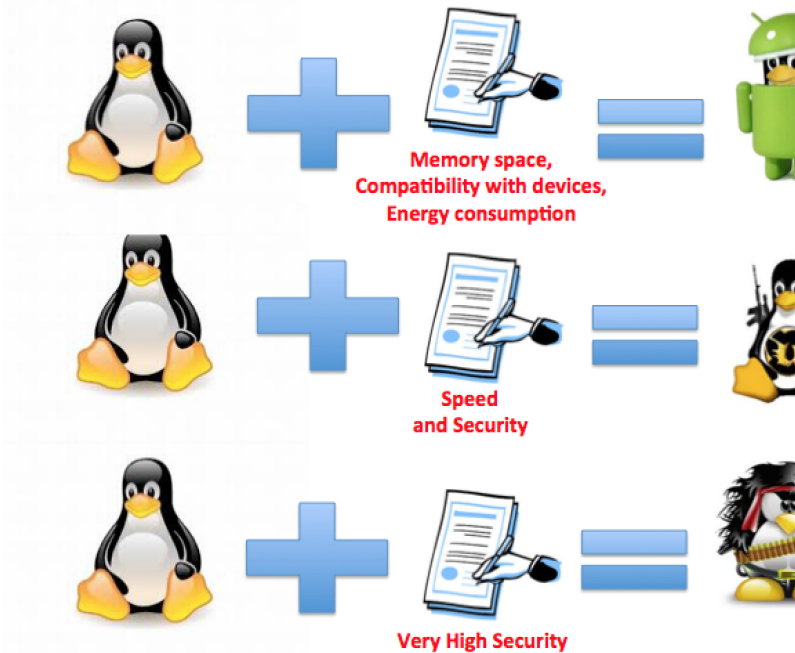 Memory space,
Compatibility with devices,
Energy consumption
Speed
and Security
Very High Security